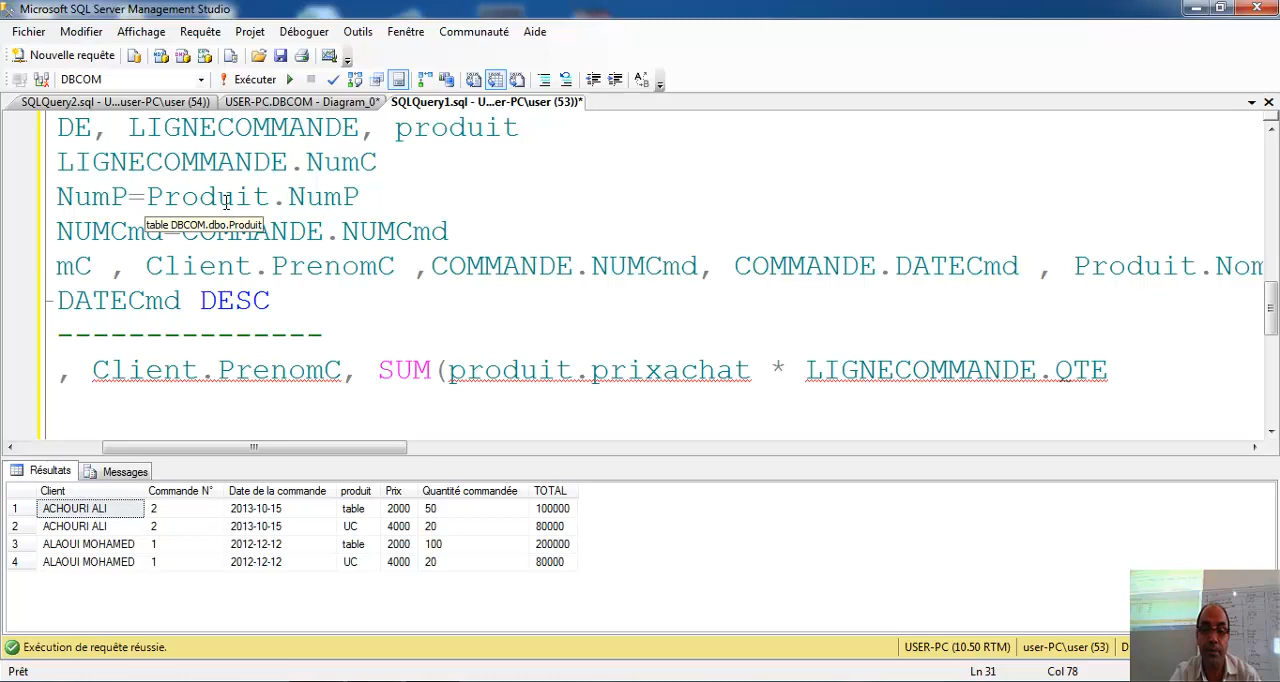 Microsoft SQL Server Management Studio
Fichier Modifier Affichage Requête Projet Déboguer Outils Fenêtre Communauté Aide
Nouvelle requête
DBCOM Exécuter
SQLQuery2.sql - U...user-PC\user (54)) USER-PC.DBCOM - Diagram_0* SQLQuery1.sql - U...er-PC\user (53))*
DE, LIGNECOMMANDE, produit
LIGNECOMMANDE.NumC
NumP=Produit.NumP
table DBCOM.dbo.Produit
NUMCmd=COMMANDE.NUMCmd
mC , Client.PrenomC ,COMMANDE.NUMCmd, COMMANDE.DATECmd , Produit.Nom
DATECmd DESC
---------------
, Client.PrenomC, SUM(produit.prixachat * LIGNECOMMANDE.QTE
Résultats Messages
Client Commande N° Date de la commande produit Prix Quantité commandée TOTAL
1 ACHOURI ALI 2 2013-10-15 table 2000 50 100000
2 ACHOURI ALI 2 2013-10-15 UC 4000 20 80000
3 ALAOUI MOHAMED 1 2012-12-12 table 2000 100 200000
4 ALAOUI MOHAMED 1 2012-12-12 UC 4000 20 80000
Exécution de requête réussie. USER-PC (10.50 RTM) user-PC\user (53) D
Prêt Ln 31 Col 78